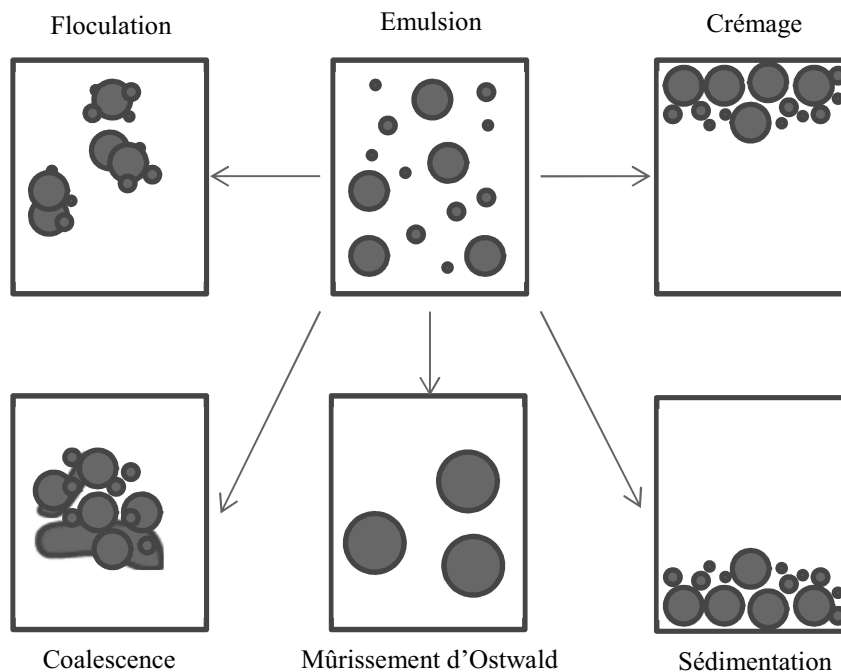 Floculation
Emulsion
Crémage
Coalescence
Mûrissement d’Ostwald
Sédimentation